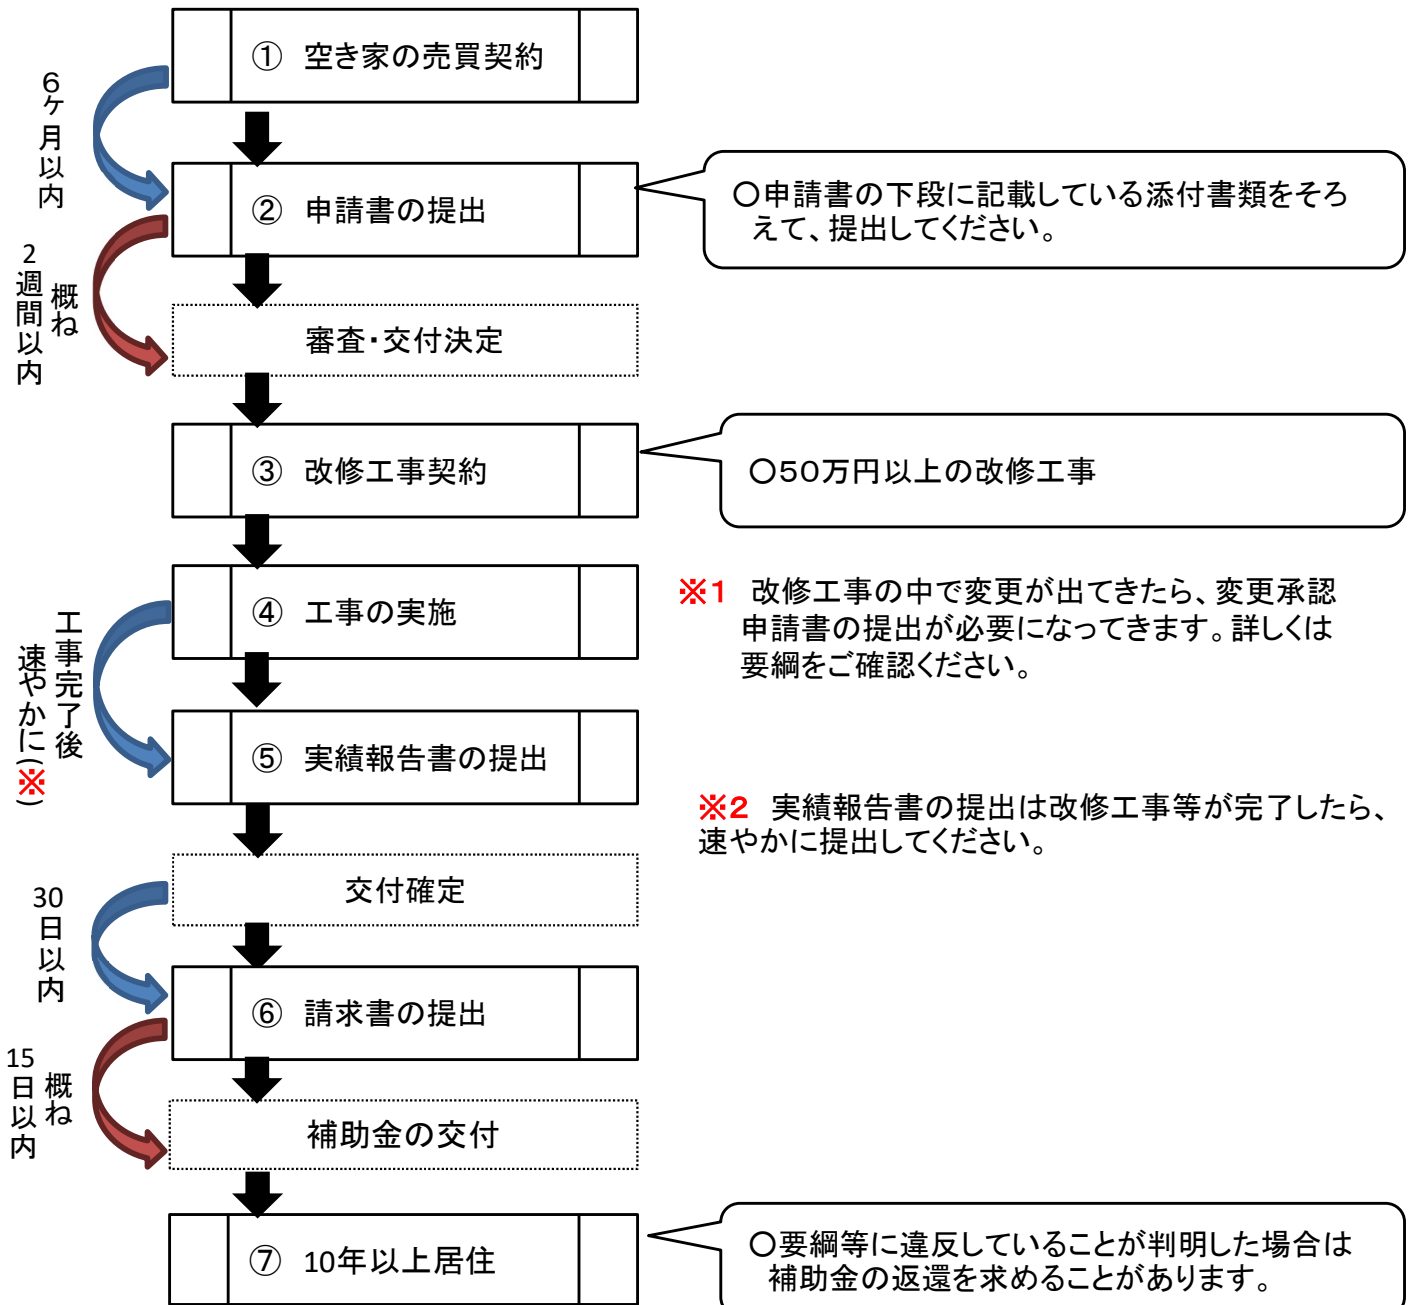 ① 空き家の売買契約
6ヶ月以内
② 申請書の提出
〇申請書の下段に記載している添付書類をそろ
えて、提出してください。
概ね
2週間以内
審査・交付決定
③ 改修工事契約
〇50万円以上の改修工事
④ 工事の実施
※1 改修工事の中で変更が出てきたら、変更承認
申請書の提出が必要になってきます。詳しくは
要綱をご確認ください。
工事完了後
速やかに(※)
⑤ 実績報告書の提出
※2 実績報告書の提出は改修工事等が完了したら、
速やかに提出してください。
交付確定
30日以内
⑥ 請求書の提出
概ね
15日以内
補助金の交付
⑦ 10年以上居住
〇要綱等に違反していることが判明した場合は
補助金の返還を求めることがあります。